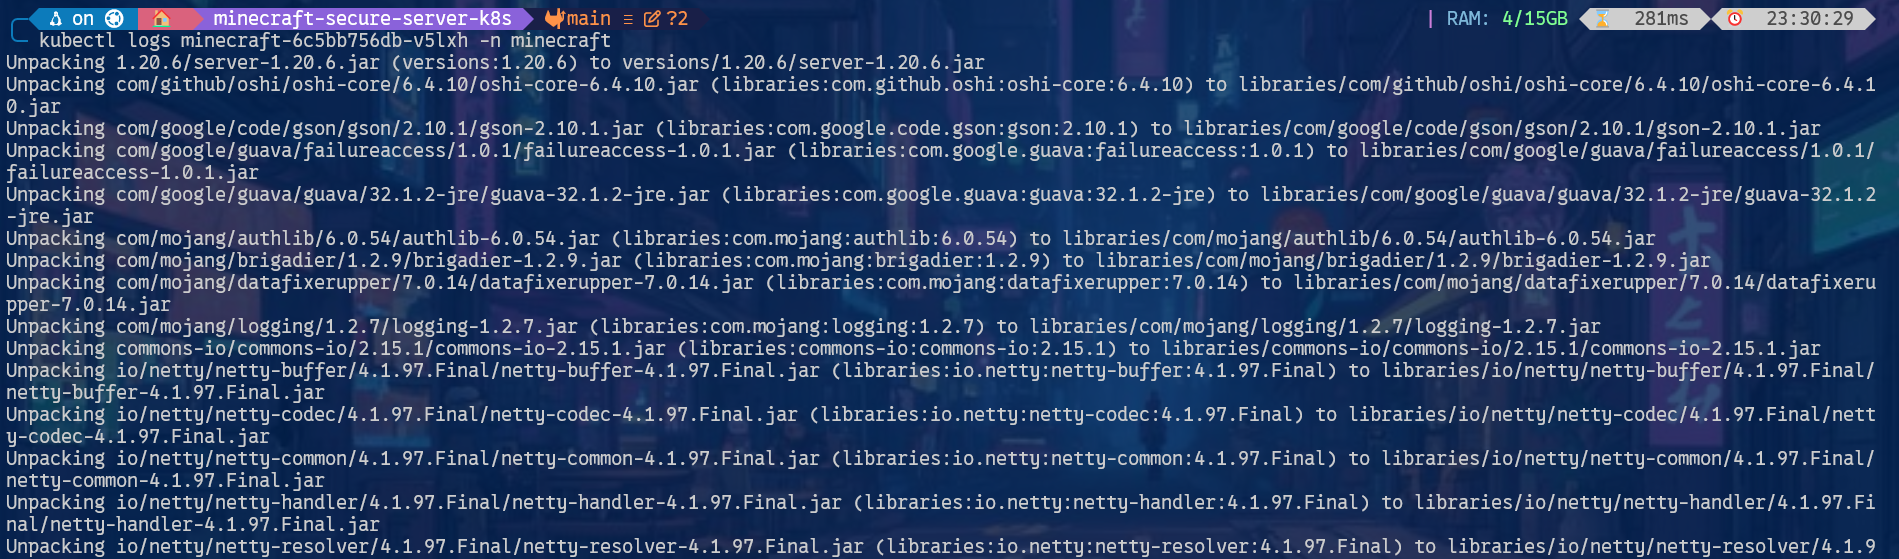 on minecraft-secure-server-k8s main ≡ ?2 | RAM: 4/15GB 281ms 23:30:29
kubectl logs minecraft-6c5bb756db-v5lxh -n minecraft
Unpacking 1.20.6/server-1.20.6.jar (versions:1.20.6) to versions/1.20.6/server-1.20.6.jar
Unpacking com/github/oshi/oshi-core/6.4.10/oshi-core-6.4.10.jar (libraries:com.github.oshi:oshi-core:6.4.10) to libraries/com/github/oshi/oshi-core/6.4.10/oshi-core-6.4.1
0.jar
Unpacking com/google/code/gson/gson/2.10.1/gson-2.10.1.jar (libraries:com.google.code.gson:gson:2.10.1) to libraries/com/google/code/gson/gson/2.10.1/gson-2.10.1.jar
Unpacking com/google/guava/failureaccess/1.0.1/failureaccess-1.0.1.jar (libraries:com.google.guava:failureaccess:1.0.1) to libraries/com/google/guava/failureaccess/1.0.1/
failureaccess-1.0.1.jar
Unpacking com/google/guava/guava/32.1.2-jre/guava-32.1.2-jre.jar (libraries:com.google.guava:guava:32.1.2-jre) to libraries/com/google/guava/guava/32.1.2-jre/guava-32.1.2
-jre.jar
Unpacking com/mojang/authlib/6.0.54/authlib-6.0.54.jar (libraries:com.mojang:authlib:6.0.54) to libraries/com/mojang/authlib/6.0.54/authlib-6.0.54.jar
Unpacking com/mojang/brigadier/1.2.9/brigadier-1.2.9.jar (libraries:com.mojang:brigadier:1.2.9) to libraries/com/mojang/brigadier/1.2.9/brigadier-1.2.9.jar
Unpacking com/mojang/datafixerupper/7.0.14/datafixerupper-7.0.14.jar (libraries:com.mojang:datafixerupper:7.0.14) to libraries/com/mojang/datafixerupper/7.0.14/datafixeru
pper-7.0.14.jar
Unpacking com/mojang/logging/1.2.7/logging-1.2.7.jar (libraries:com.mojang:logging:1.2.7) to libraries/com/mojang/logging/1.2.7/logging-1.2.7.jar
Unpacking commons-io/commons-io/2.15.1/commons-io-2.15.1.jar (libraries:commons-io:commons-io:2.15.1) to libraries/commons-io/commons-io/2.15.1/commons-io-2.15.1.jar
Unpacking io/netty/netty-buffer/4.1.97.Final/netty-buffer-4.1.97.Final.jar (libraries:io.netty:netty-buffer:4.1.97.Final) to libraries/io/netty/netty-buffer/4.1.97.Final/
netty-buffer-4.1.97.Final.jar
Unpacking io/netty/netty-codec/4.1.97.Final/netty-codec-4.1.97.Final.jar (libraries:io.netty:netty-codec:4.1.97.Final) to libraries/io/netty/netty-codec/4.1.97.Final/nett
y-codec-4.1.97.Final.jar
Unpacking io/netty/netty-common/4.1.97.Final/netty-common-4.1.97.Final.jar (libraries:io.netty:netty-common:4.1.97.Final) to libraries/io/netty/netty-common/4.1.97.Final/
netty-common-4.1.97.Final.jar
Unpacking io/netty/netty-handler/4.1.97.Final/netty-handler-4.1.97.Final.jar (libraries:io.netty:netty-handler:4.1.97.Final) to libraries/io/netty/netty-handler/4.1.97.Fi
nal/netty-handler-4.1.97.Final.jar
Unpacking io/netty/netty-resolver/4.1.97.Final/netty-resolver-4.1.97.Final.jar (libraries:io.netty:netty-resolver:4.1.97.Final) to libraries/io/netty/netty-resolver/4.1.9